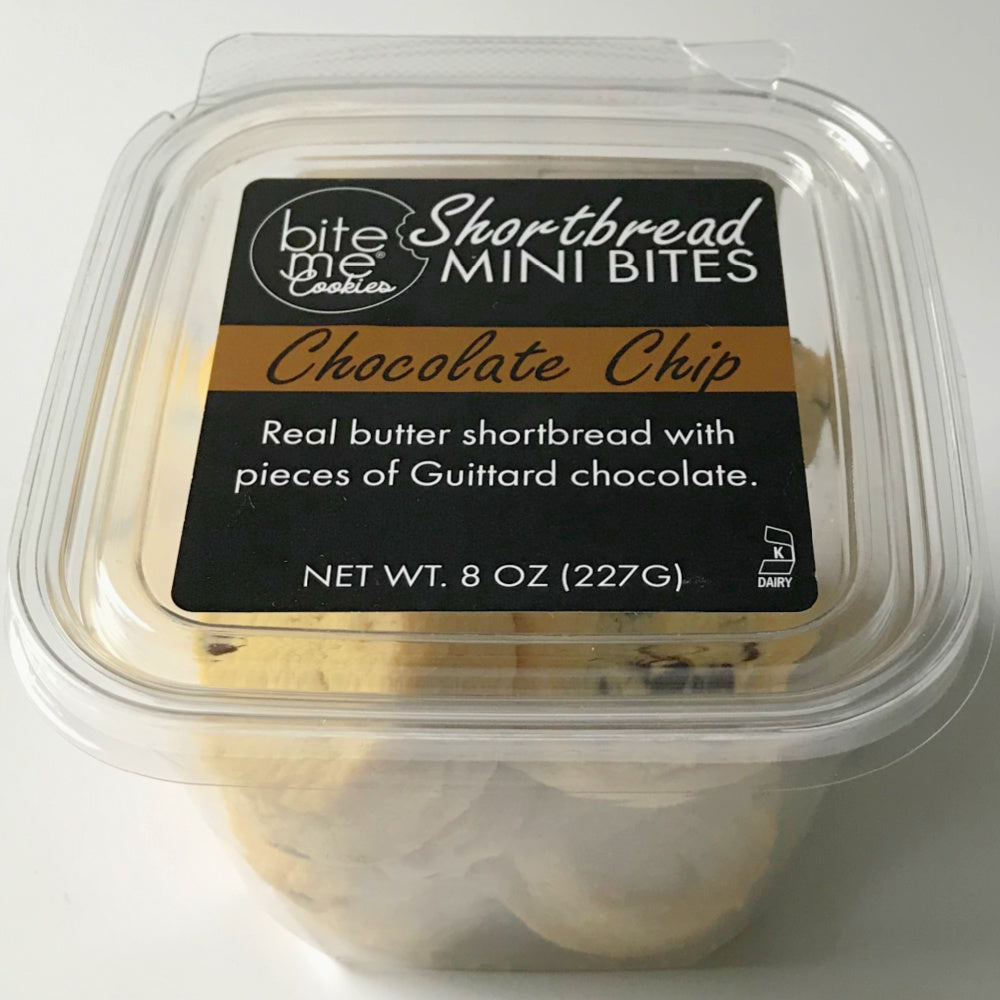 bite
me®
Cookies
Shortbread
MINI BITES
Chocolate Chip
Real butter shortbread with
pieces of Guittard chocolate.
NET WT. 8 OZ (227G)
K
DAIRY